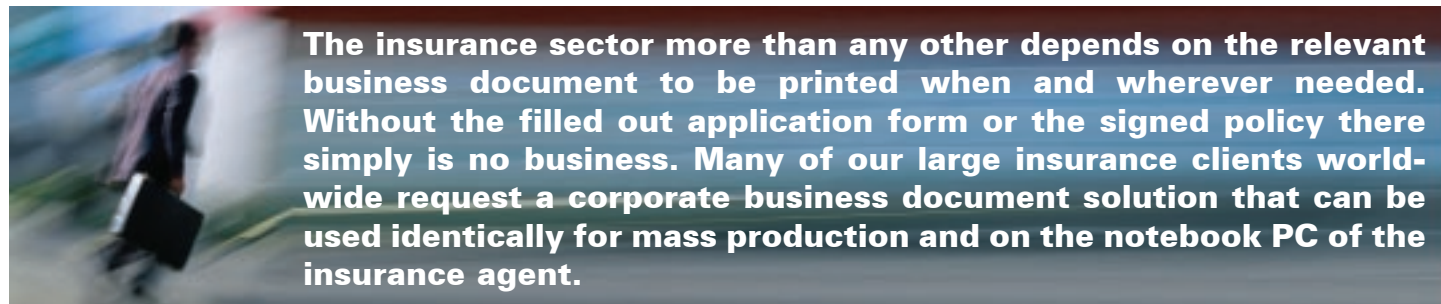 The insurance sector more than any other depends on the relevant
business document to be printed when and wherever needed.
Without the filled out application form or the signed policy there
simply is no business. Many of our large insurance clients world-
wide request a corporate business document solution that can be
used identically for mass production and on the notebook PC of the
insurance agent.